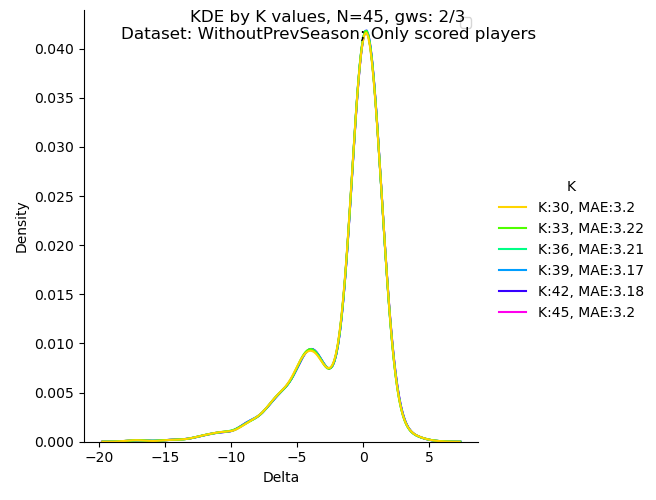 KDE by K values, N=45, gws: 2/3
Dataset: WithoutPrevSeason; Only scored players
0.040
0.035
0.030
0.025
0.020
0.015
0.010
0.005
0.000
Density
−20
−15
−10
−5
0
5
Delta
K
K:30, MAE:3.2
K:33, MAE:3.22
K:36, MAE:3.21
K:39, MAE:3.17
K:42, MAE:3.18
K:45, MAE:3.2